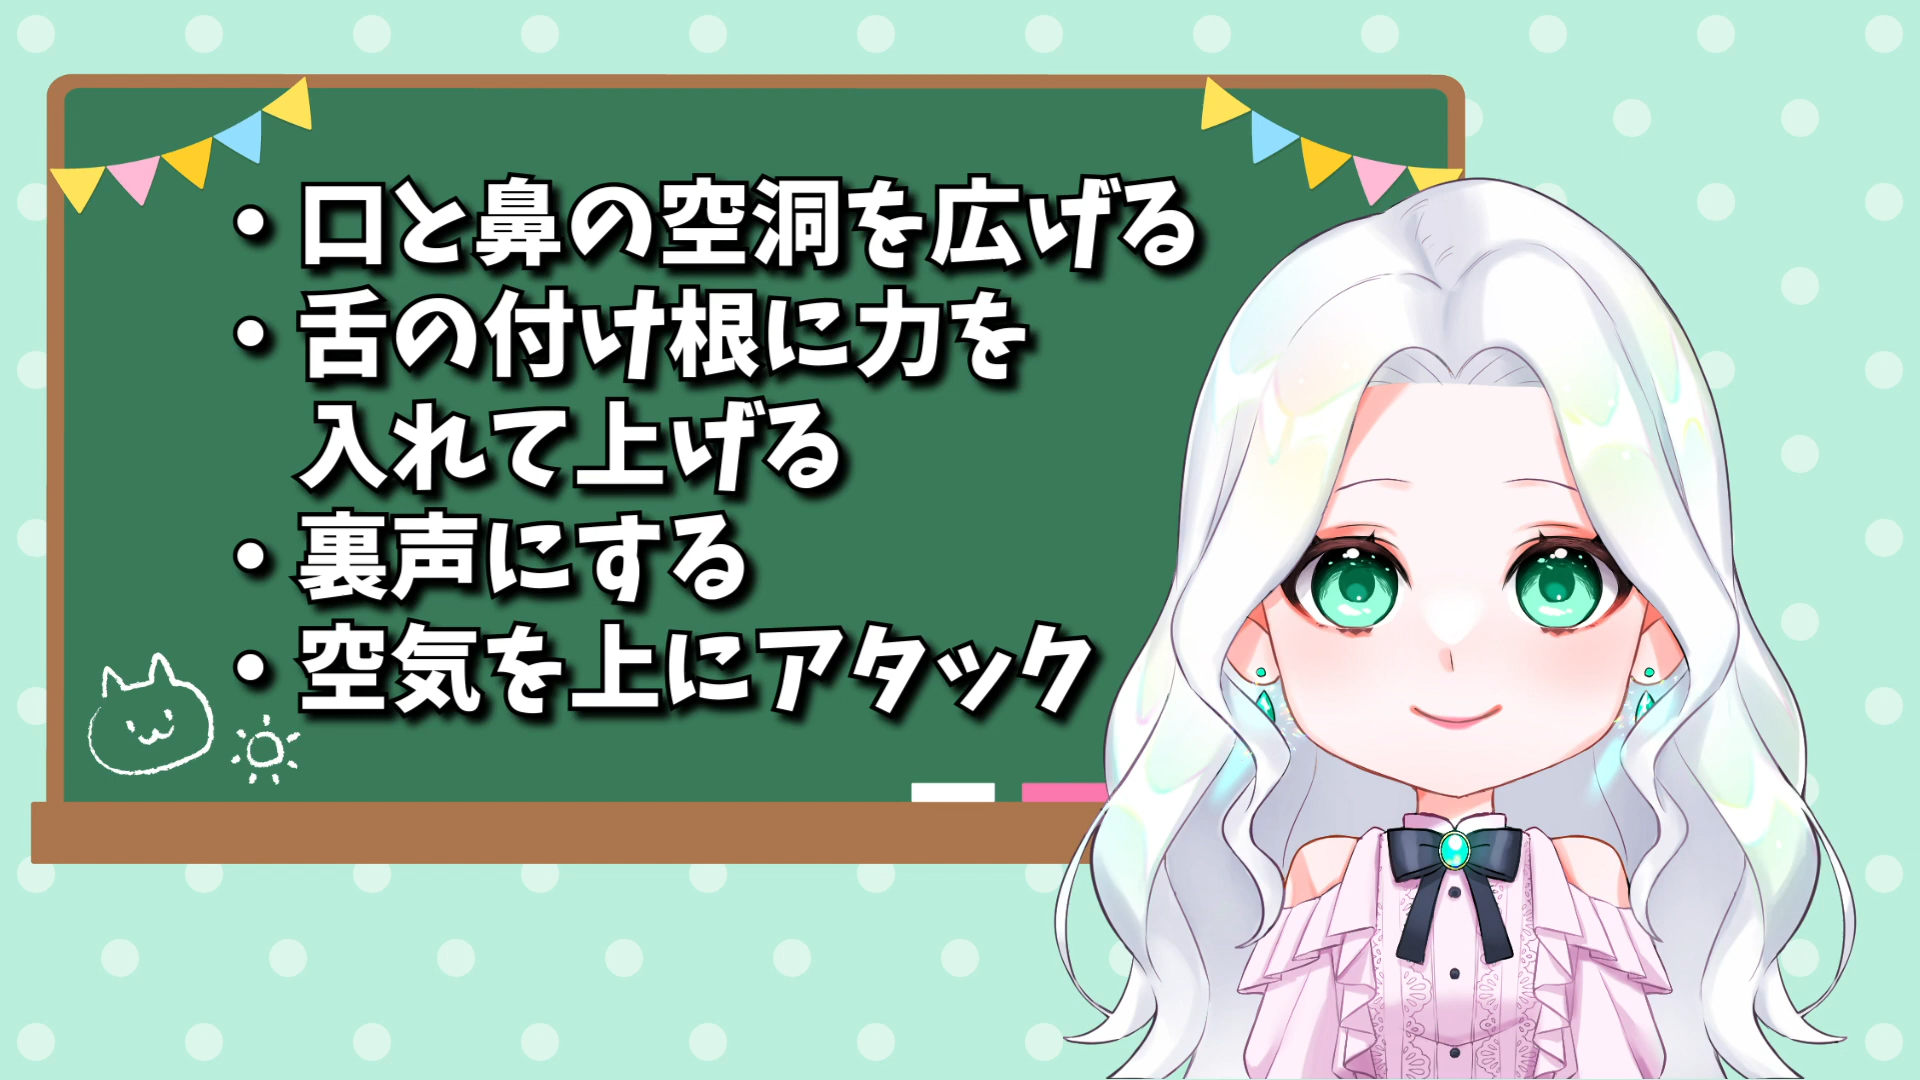 ・口と鼻の空洞を広げる
・舌の付け根に力を
入れて上げる
・裏声にする
・空気を上にアタック